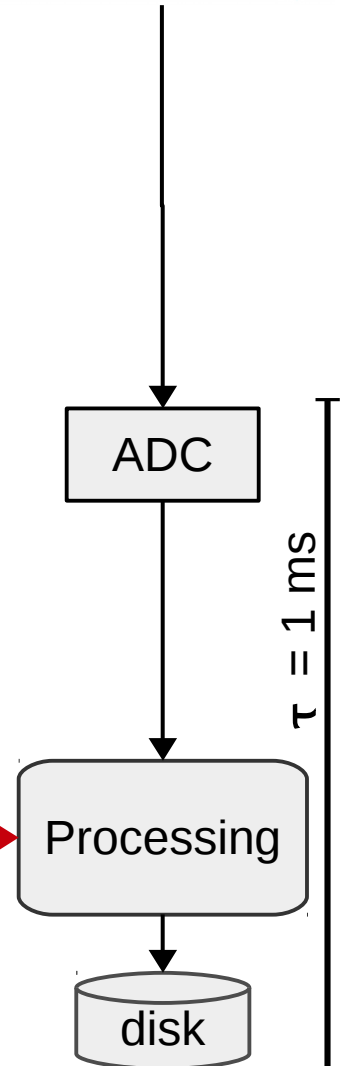 ADC
τ = 1 ms
Processing
disk